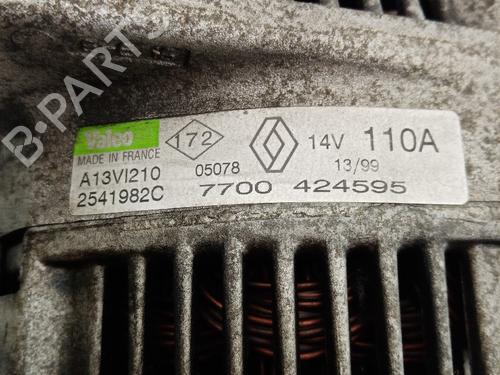 B-PARTS
Valeo
172
14V 110A
MADE IN FRANCE
A13VI210
05078
13/99
2541982C
7700 424595